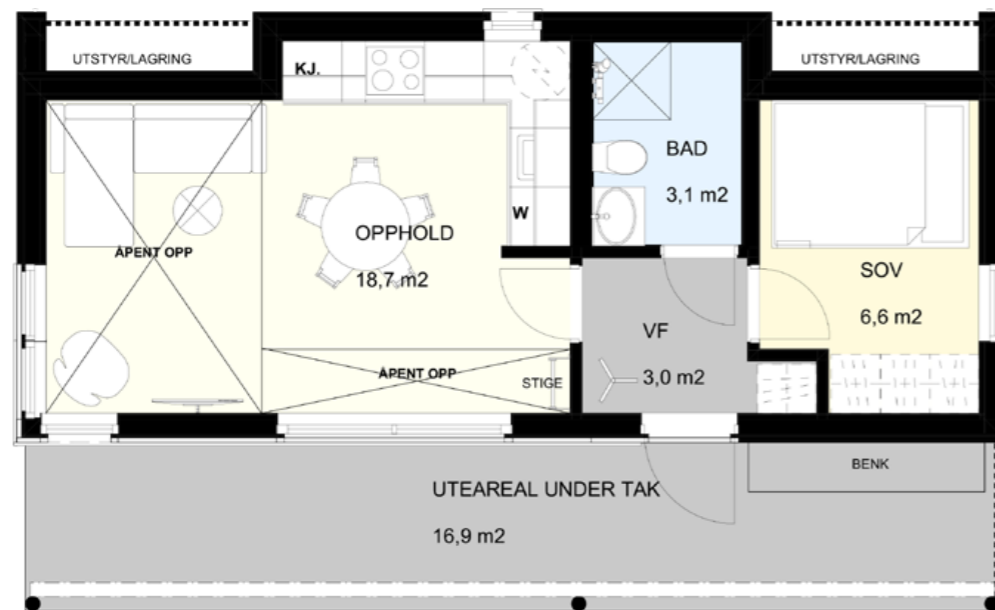 UTSTYR/LAGRING
UTSTYR/LAGRING
KJ.
BAD
3,1 m2
W
OPPHOLD
18,7 m2
ÅPENT OPP
SOV
6,6 m2
VF
3,0 m2
ÅPENT OPP
STIGE
BENK
UTEAREAL UNDER TAK
16,9 m2